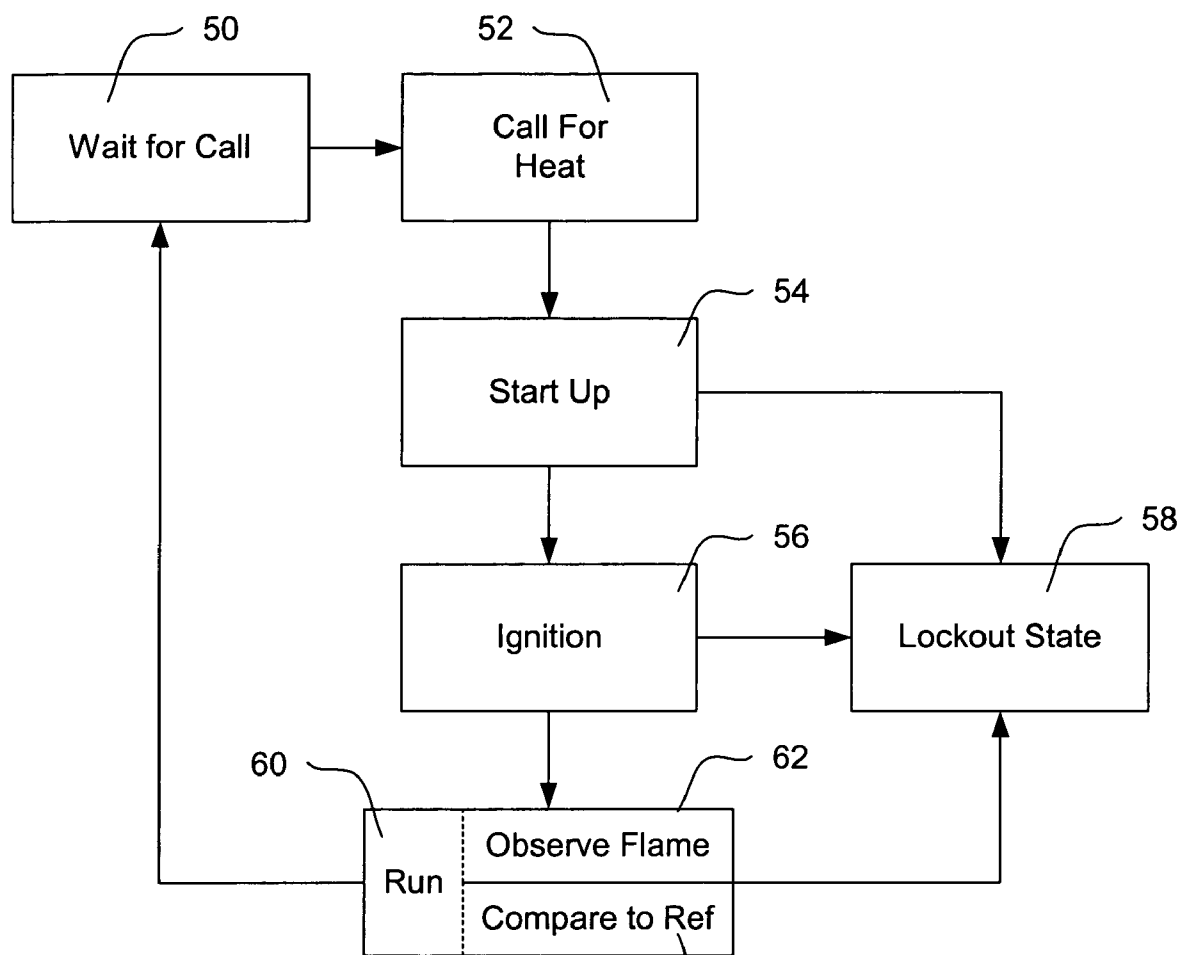 50
52
Wait for Call
Call For
Heat
54
Start Up
56
58
Ignition
Lockout State
60
62
Observe Flame
Run
Compare to Ref